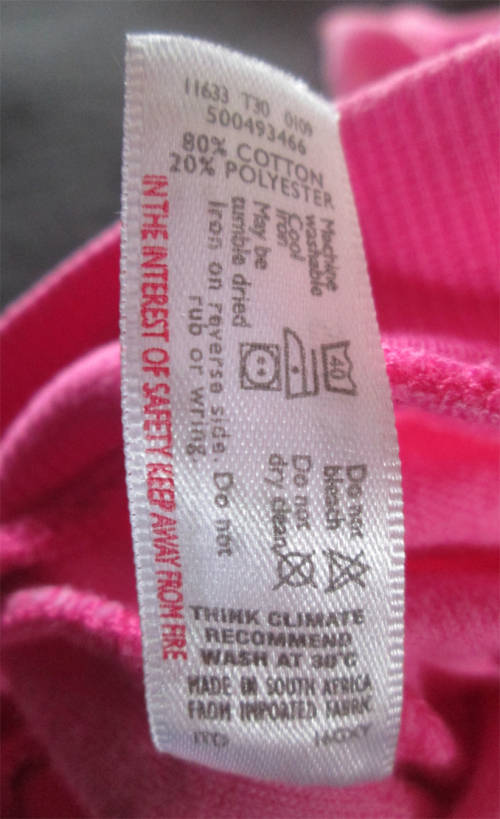 11633 T30 0109
500493466
80% COTTON
20% POLYESTER
Machine
washable
Cool
iron
May be
tumble dried
Iron on reverse side. Do not
rub or wring.
40
Do not
bleach
Do not
dry clean
IN THE INTEREST OF SAFETY KEEP AWAY FROM FIRE
THINK CLIMATE
RECOMMEND
WASH AT 30°C
MADE IN SOUTH AFRICA
FROM IMPORTED FABRIC